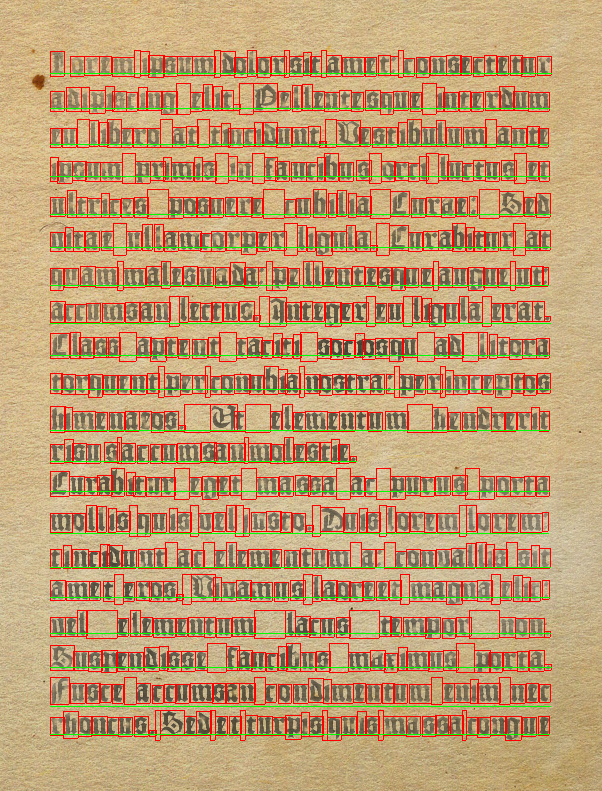 Lorem ipsum dolor sit amet, consectetur
adipiscing elit. Pellentesque interdum
eu libero at tincidunt. Vestibulum ante
ipsum primis in faucibus orci luctus et
ultrices posuere cubilia Curae; Sed
vitae ullamcorper ligula. Curabitur at
quam malesuada, pellentesque augue ut,
accumsan lectus. Integer eu ligula erat.
Class aptent taciti sociosqu ad litora
torquent per conubia nostra, per inceptos
himenaeos. Ut elementum hendrerit
risus accumsan molestie.
Curabitur eget massa ac purus porta
mollis quis vel justo. Duis lorem lorem,
tincidunt ac elementum ac, convallis sit
amet eros. Vivamus laoreet magna elit,
vel elementum lacus tempor non.
Suspendisse faucibus maximus porta.
Fusce accumsan condimentum enim nec
rhoncus. Sed et turpis quis massa congue